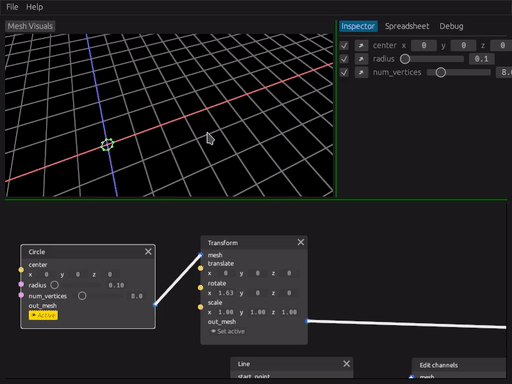 File Help
Mesh Visuals
Inspector Spreadsheet Debug
center x 0 y 0 z 0
radius 0.1
num_vertices 8.
Circle
center
x 0 y 0 z 0
radius 0.10
num_vertices 8.0
out_mesh
Active
Transform
mesh
translate
x 0 y 0 z 0
rotate
x 1.63 y 0 z 0
scale
x 1.00 y 1.00 z 1.00
out_mesh
Set active
Line
start_point
Edit channels
mesh